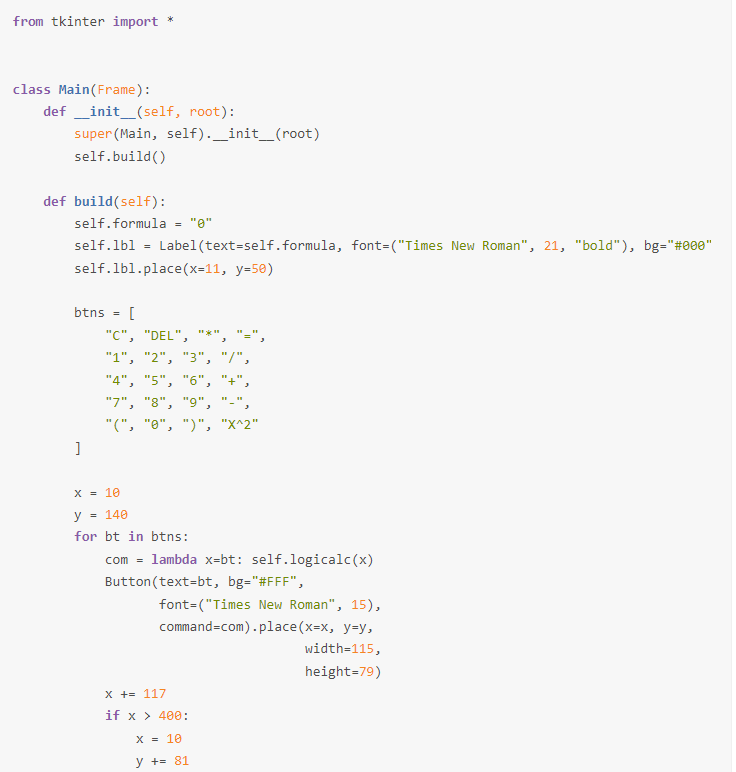 from tkinter import *
class Main(Frame):
    def __init__(self, root):
        super(Main, self).__init__(root)
        self.build()
    def build(self):
        self.formula = "0"
        self.lbl = Label(text=self.formula, font=("Times New Roman", 21, "bold"), bg="#000"
        self.lbl.place(x=11, y=50)
        btns = [
            "C", "DEL", "*", "=",
            "1", "2", "3", "/",
            "4", "5", "6", "+",
            "7", "8", "9", "-",
            "(", "0", ")", "X^2"
        ]
        x = 10
        y = 140
        for bt in btns:
            com = lambda x=bt: self.logicalc(x)
            Button(text=bt, bg="#FFF",
                   font=("Times New Roman", 15),
                   command=com).place(x=x, y=y,
                                      width=115,
                                      height=79)
            x += 117
            if x > 400:
                x = 10
                y += 81